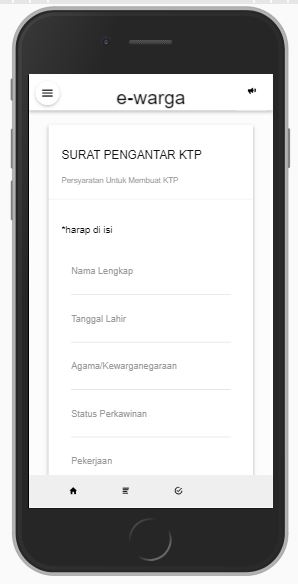 e-warga
SURAT PENGANTAR KTP
Persyaratan Untuk Membuat KTP
*harap di isi
Nama Lengkap
Tanggal Lahir
Agama/Kewarganegaraan
Status Perkawinan
Pekerjaan